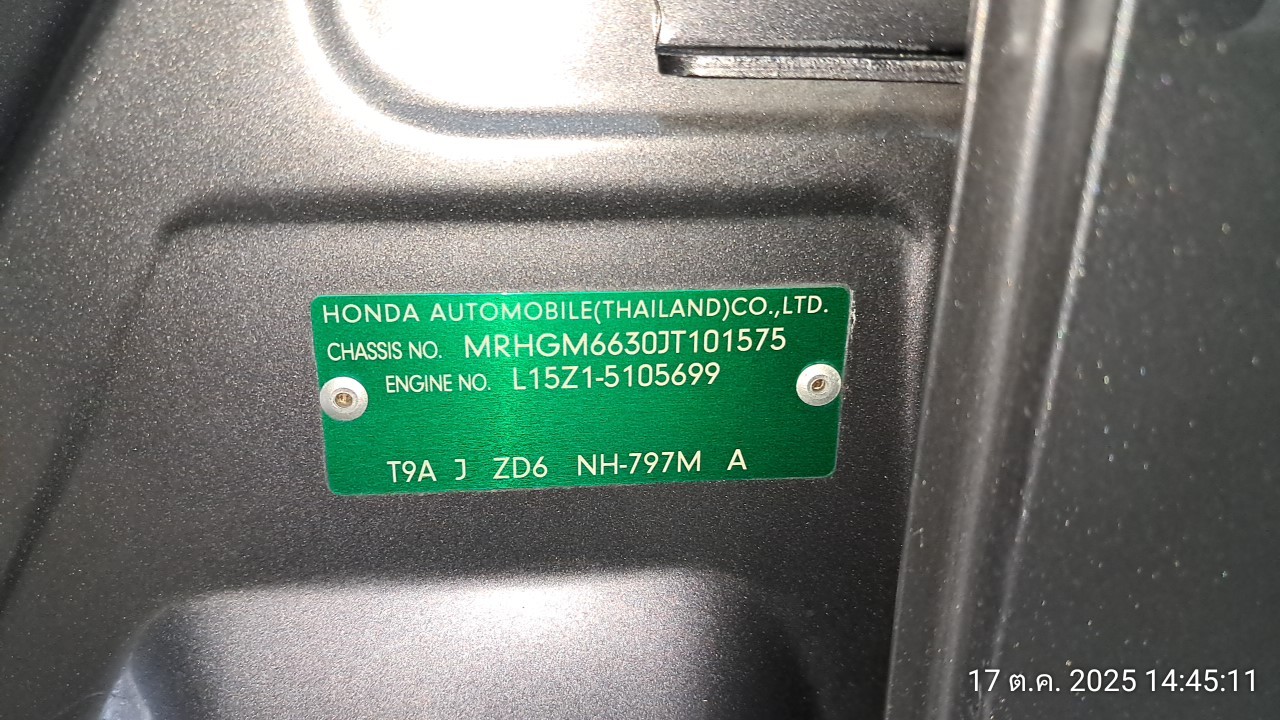 HONDA AUTOMOBILE(THAILAND)CO.,LTD.
CHASSIS NO. MRHGM6630JT101575
ENGINE NO. L15Z1-5105699
T9A J ZD6 NH-797M A
17 ต.ค. 2025 14:45:11